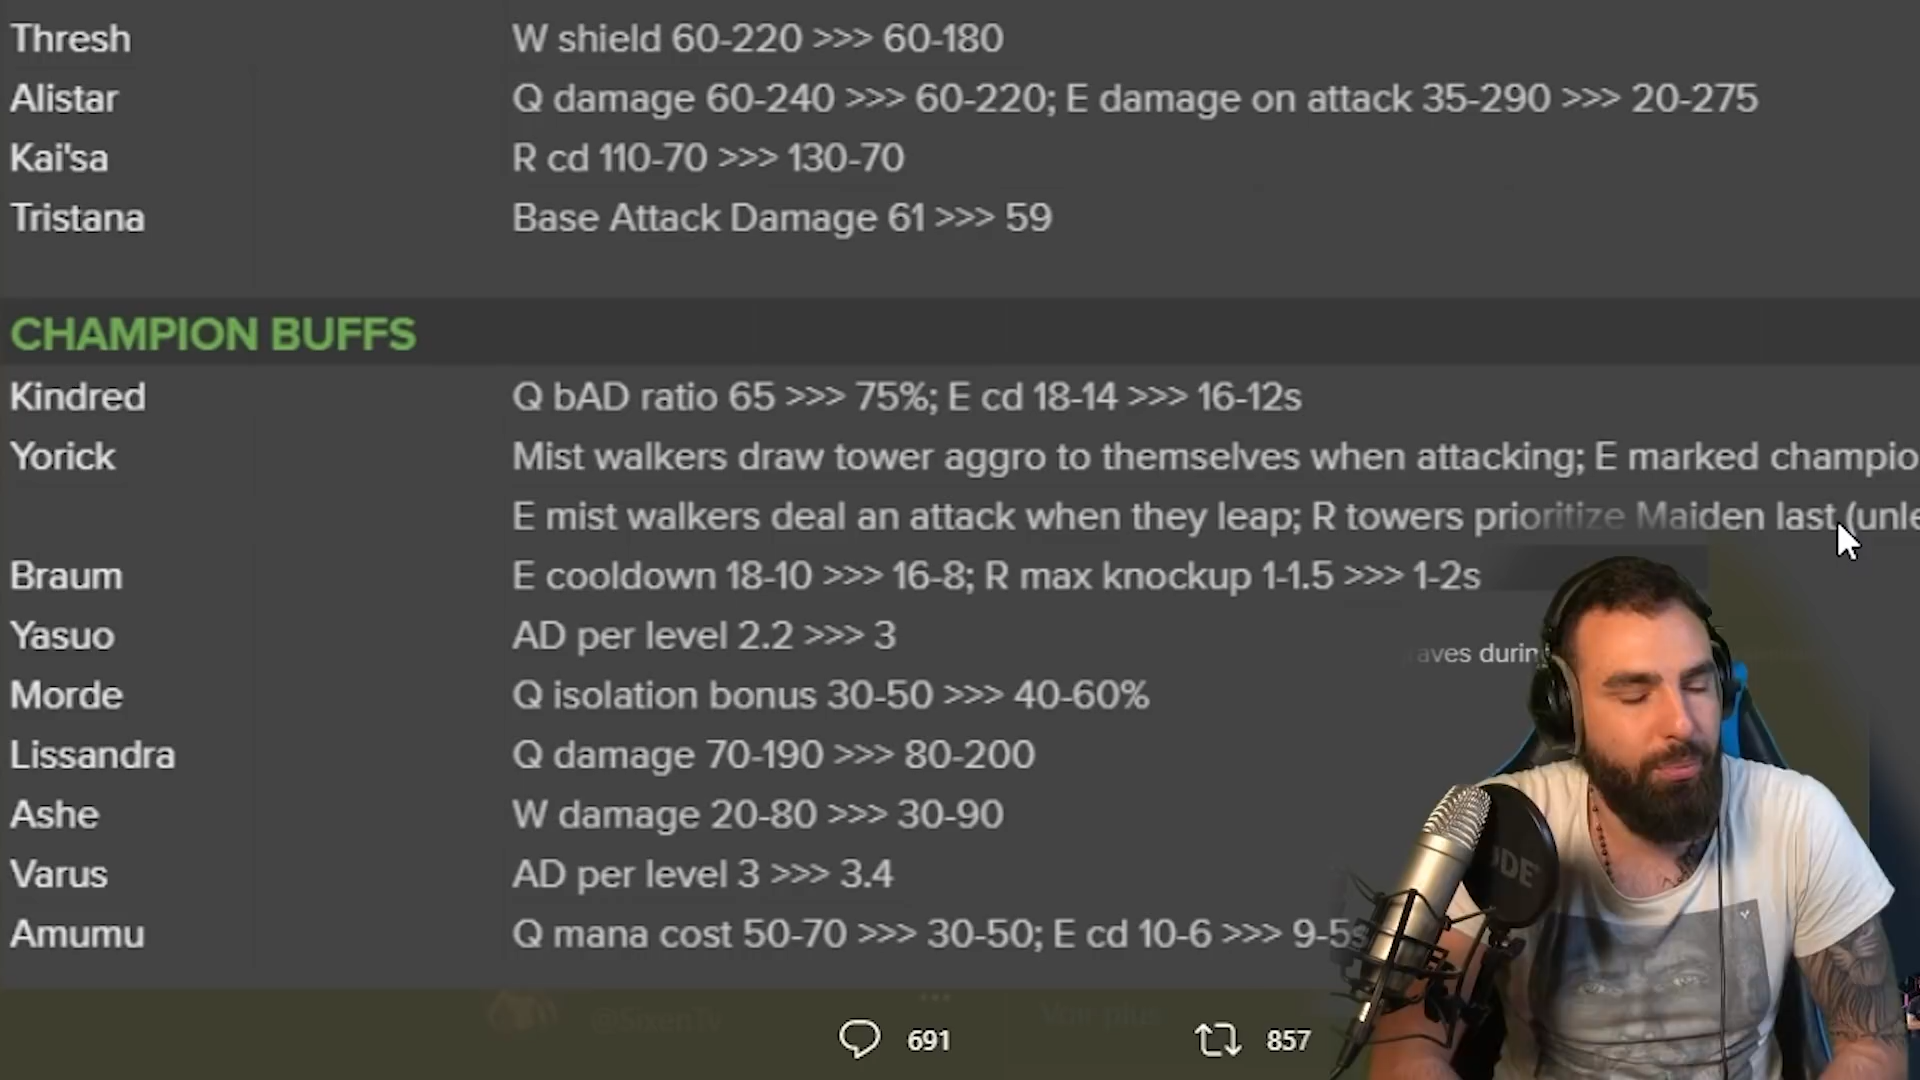 Thresh W shield 60-220 >>> 60-180
Alistar Q damage 60-240 >>> 60-220; E damage on attack 35-290 >>> 20-275
Kai'sa R cd 110-70 >>> 130-70
Tristana Base Attack Damage 61 >>> 59
CHAMPION BUFFS
Kindred Q bAD ratio 65 >>> 75%; E cd 18-14 >>> 16-12s
Yorick Mist walkers draw tower aggro to themselves when attacking; E marked champio
E mist walkers deal an attack when they leap; R towers prioritize Maiden last (unle
Braum E cooldown 18-10 >>> 16-8; R max knockup 1-1.5 >>> 1-2s
Yasuo AD per level 2.2 >>> 3
aves durin
Morde Q isolation bonus 30-50 >>> 40-60%
Lissandra Q damage 70-190 >>> 80-200
Ashe W damage 20-80 >>> 30-90
Varus AD per level 3 >>> 3.4
Amumu Q mana cost 50-70 >>> 30-50; E cd 10-6 >>> 9-5s
@SixenTv Voir plus
691 857